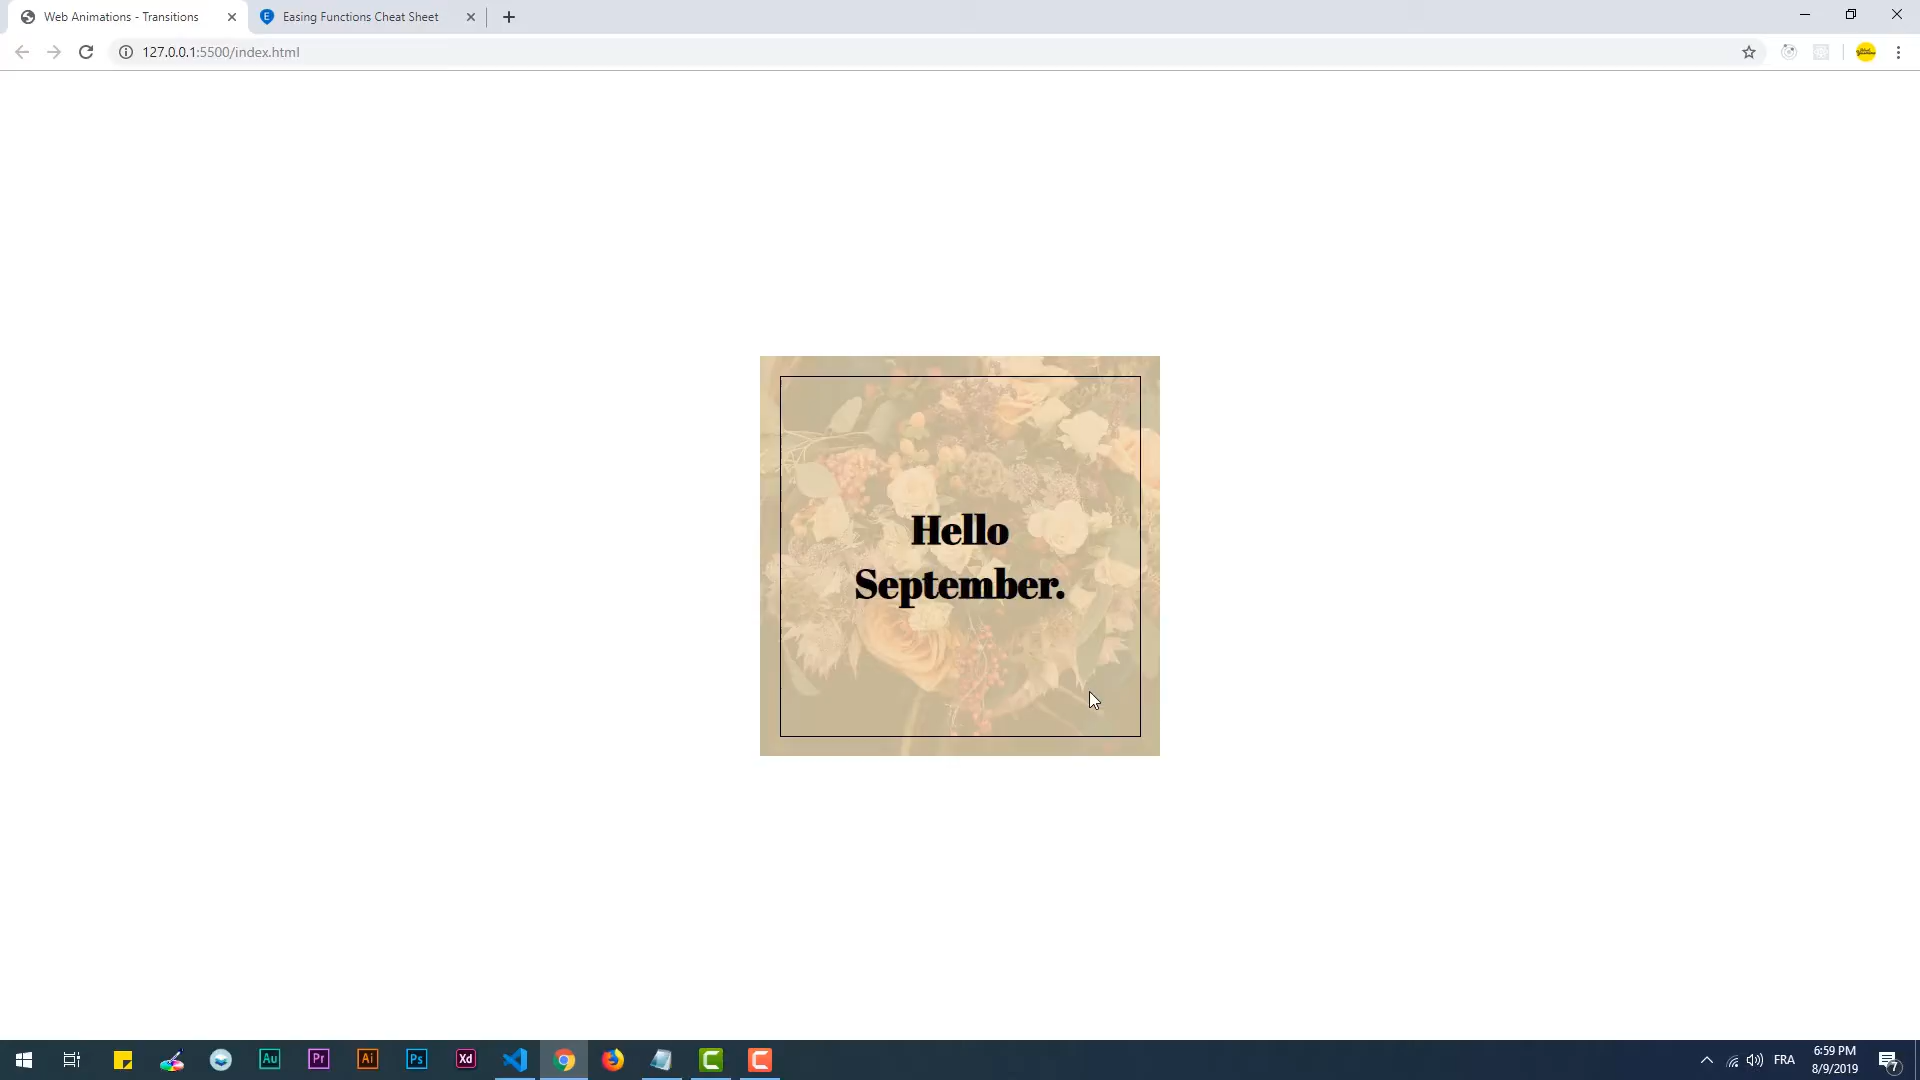 Web Animations - Transitions
Easing Functions Cheat Sheet
127.0.0.1:5500/index.html
Hello
September.
Au
Pr
Ai
Ps
Xd
FRA
6:59 PM
8/9/2019
7